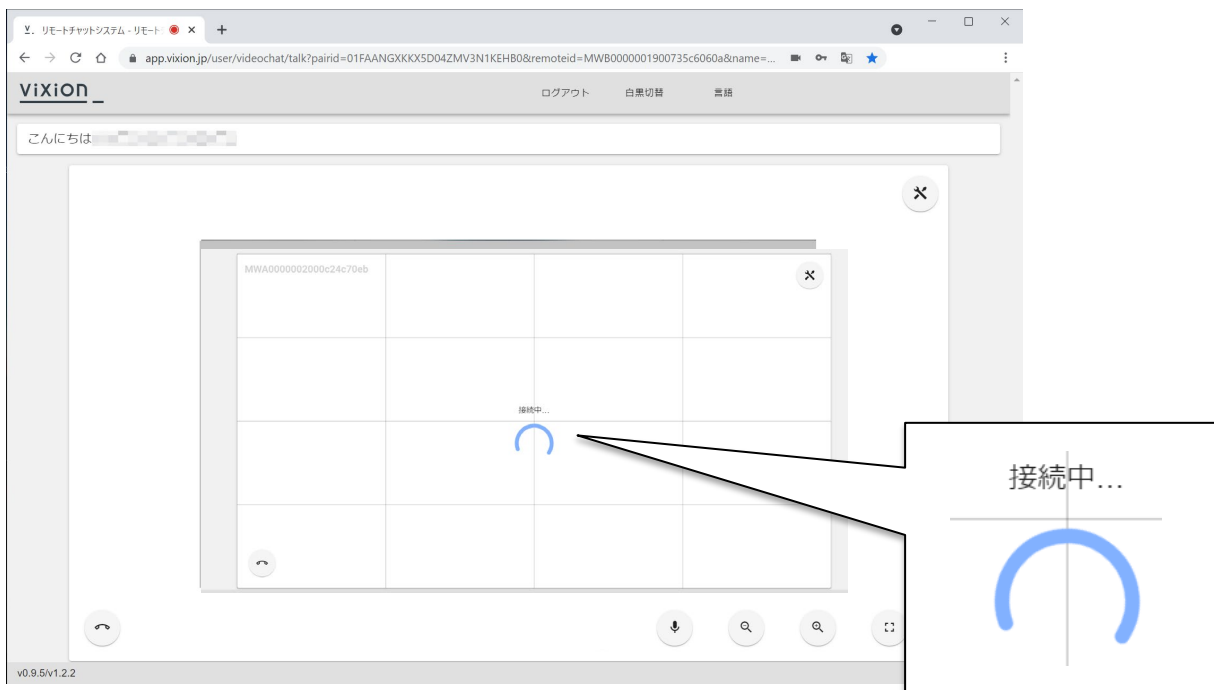 リモートチャットシステム - リモート
app.vixion.jp/user/videochat/talk?pairid=01FAANGXKKX5D04ZMV3N1KEHB0&remoteid=MWB0000001900735c6060a&name=...
ViXiON
ログアウト 白黒切替 言語
こんにちは
MWA0000002000c24c70eb
接続中...
接続中...
v0.9.5/v1.2.2